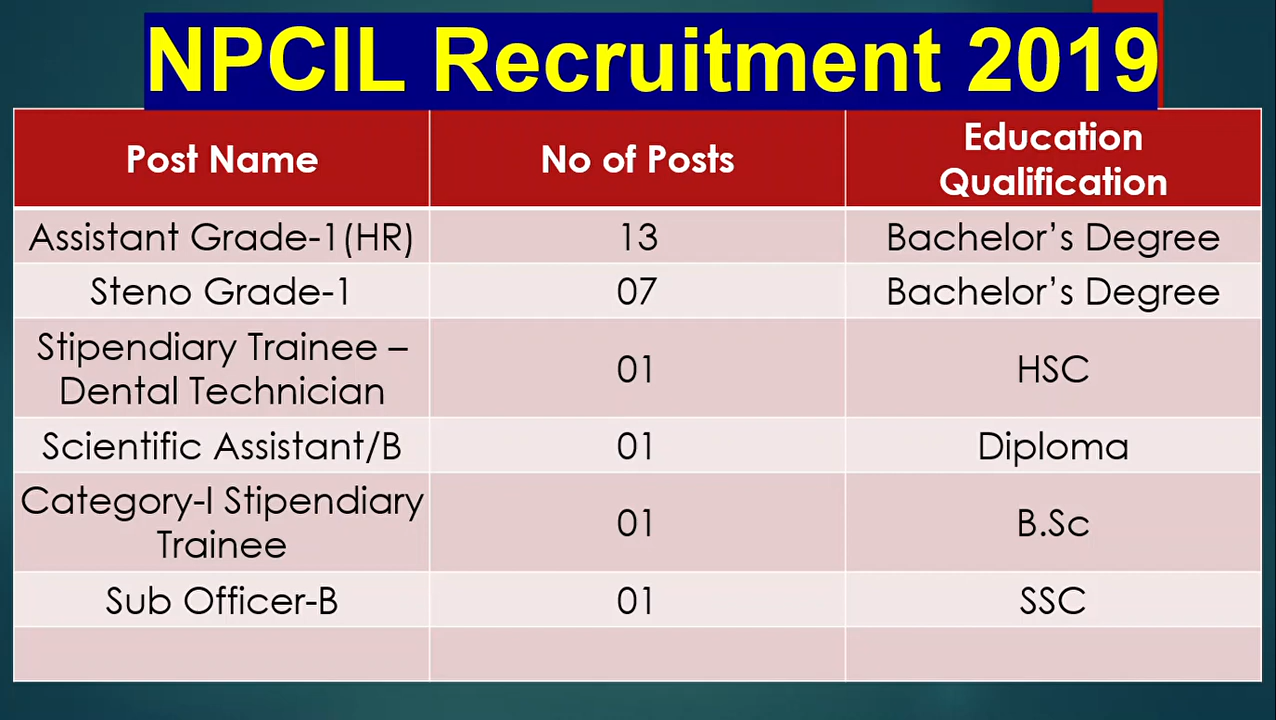 NPCIL Recruitment 2019
Post Name No of Posts Education
Qualification
Assistant Grade-1(HR) 13 Bachelor’s Degree
Steno Grade-1 07 Bachelor’s Degree
Stipendiary Trainee –
Dental Technician 01 HSC
Scientific Assistant/B 01 Diploma
Category-I Stipendiary
Trainee 01 B.Sc
Sub Officer-B 01 SSC